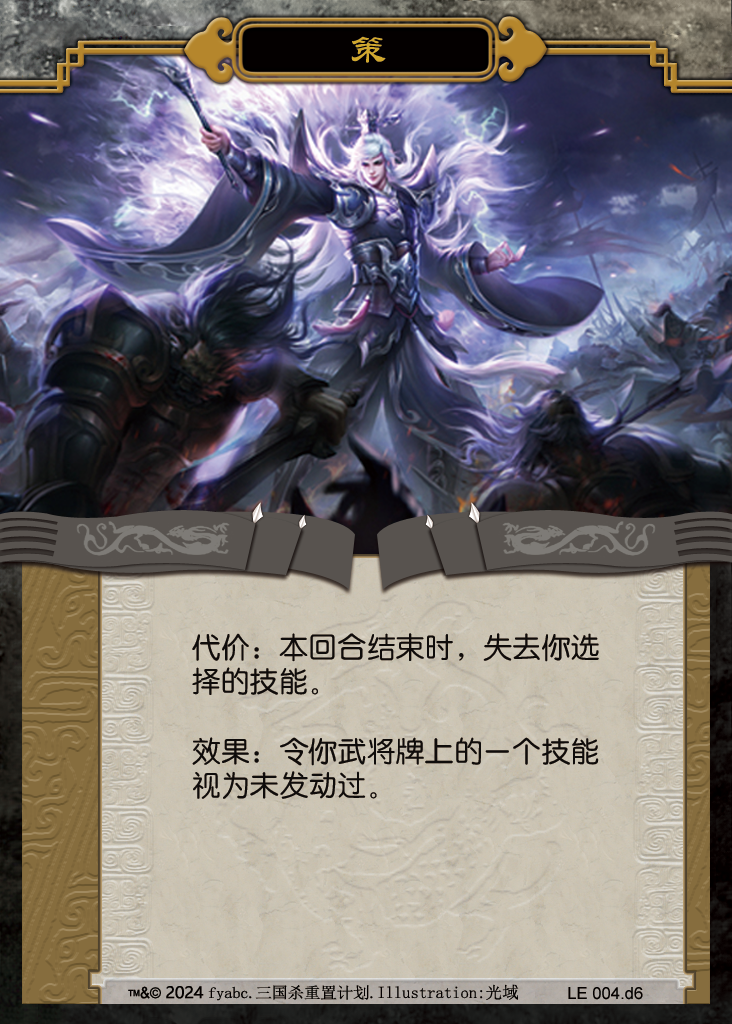 策
代价：本回合结束时，失去你选
择的技能。
效果：令你武将牌上的一个技能
视为未发动过。
™&© 2024 fyabc.三国杀重置计划.Illustration:光域
LE 004.d6